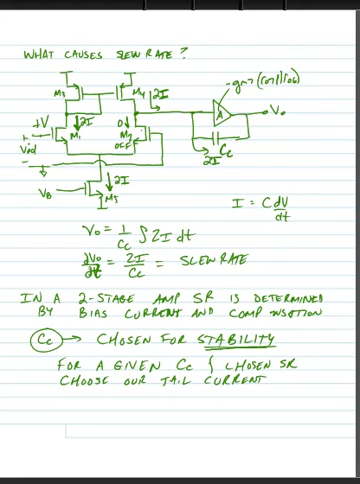 WHAT CAUSES SLEW RATE?
M3
M4
2I
-gm7 (ro7||ro6)
A
Vo
+V
2I
0
Vid
M1
M2
OFF
2I
Cc
VB
2I
M5
I = C dV/dt
Vo = 1/Cc ∫ 2I dt
dVo/dt = 2I/Cc = SLEW RATE
IN A 2-STAGE AMP SR IS DETERMINED
BY BIAS CURRENT AND COMP
Cc → CHOSEN FOR STABILITY
FOR A GIVEN Cc & CHOSEN SR
CHOOSE OUR TAIL CURRENT